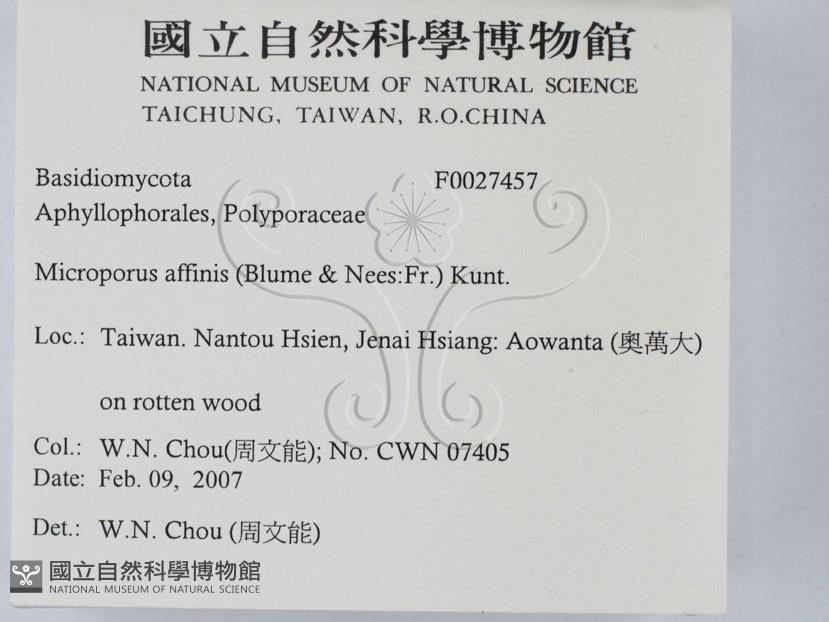 國立自然科學博物館
NATIONAL MUSEUM OF NATURAL SCIENCE
TAICHUNG, TAIWAN, R.O.CHINA
Basidiomycota F0027457
Aphyllophorales, Polyporaceae
Microporus affinis (Blume & Nees:Fr.) Kunt.
Loc.: Taiwan. Nantou Hsien, Jenai Hsiang: Aowanta (奧萬大)
on rotten wood
Col.: W.N. Chou(周文能); No. CWN 07405
Date: Feb. 09, 2007
Det.: W.N. Chou (周文能)
國立自然科學博物館
NATIONAL MUSEUM OF NATURAL SCIENCE